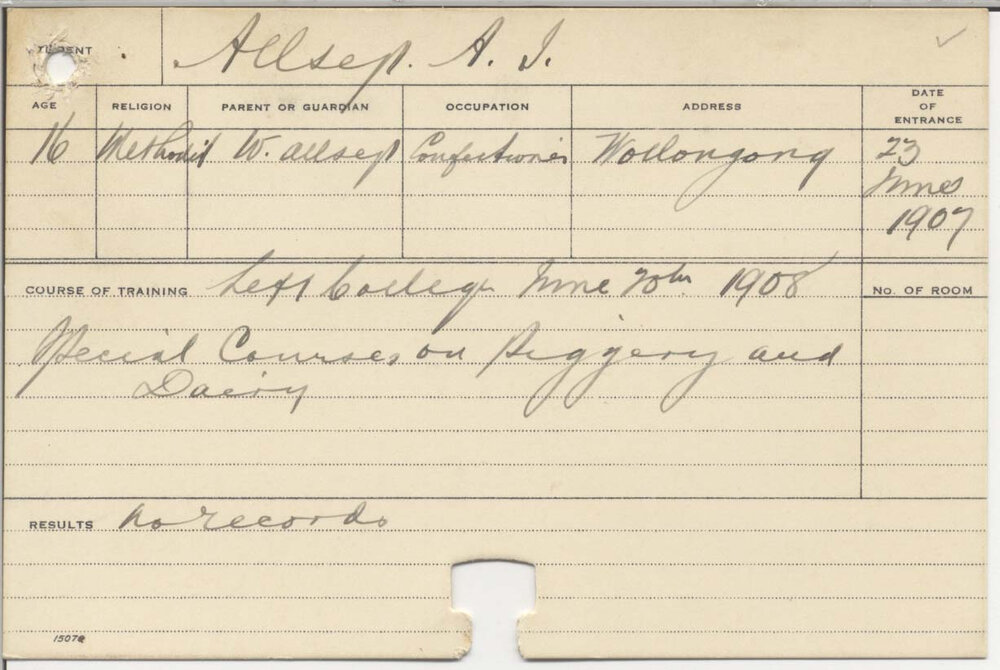 STUDENT . Allsep. A. J.
AGE RELIGION PARENT OR GUARDIAN OCCUPATION ADDRESS DATE OF ENTRANCE
16 Methodist W. Allsep Confectioner Wollongong 23
June
1907
COURSE OF TRAINING Left College June 20th 1908 No. OF ROOM
Special Courses on Piggery and
Dairy
RESULTS no records
15078